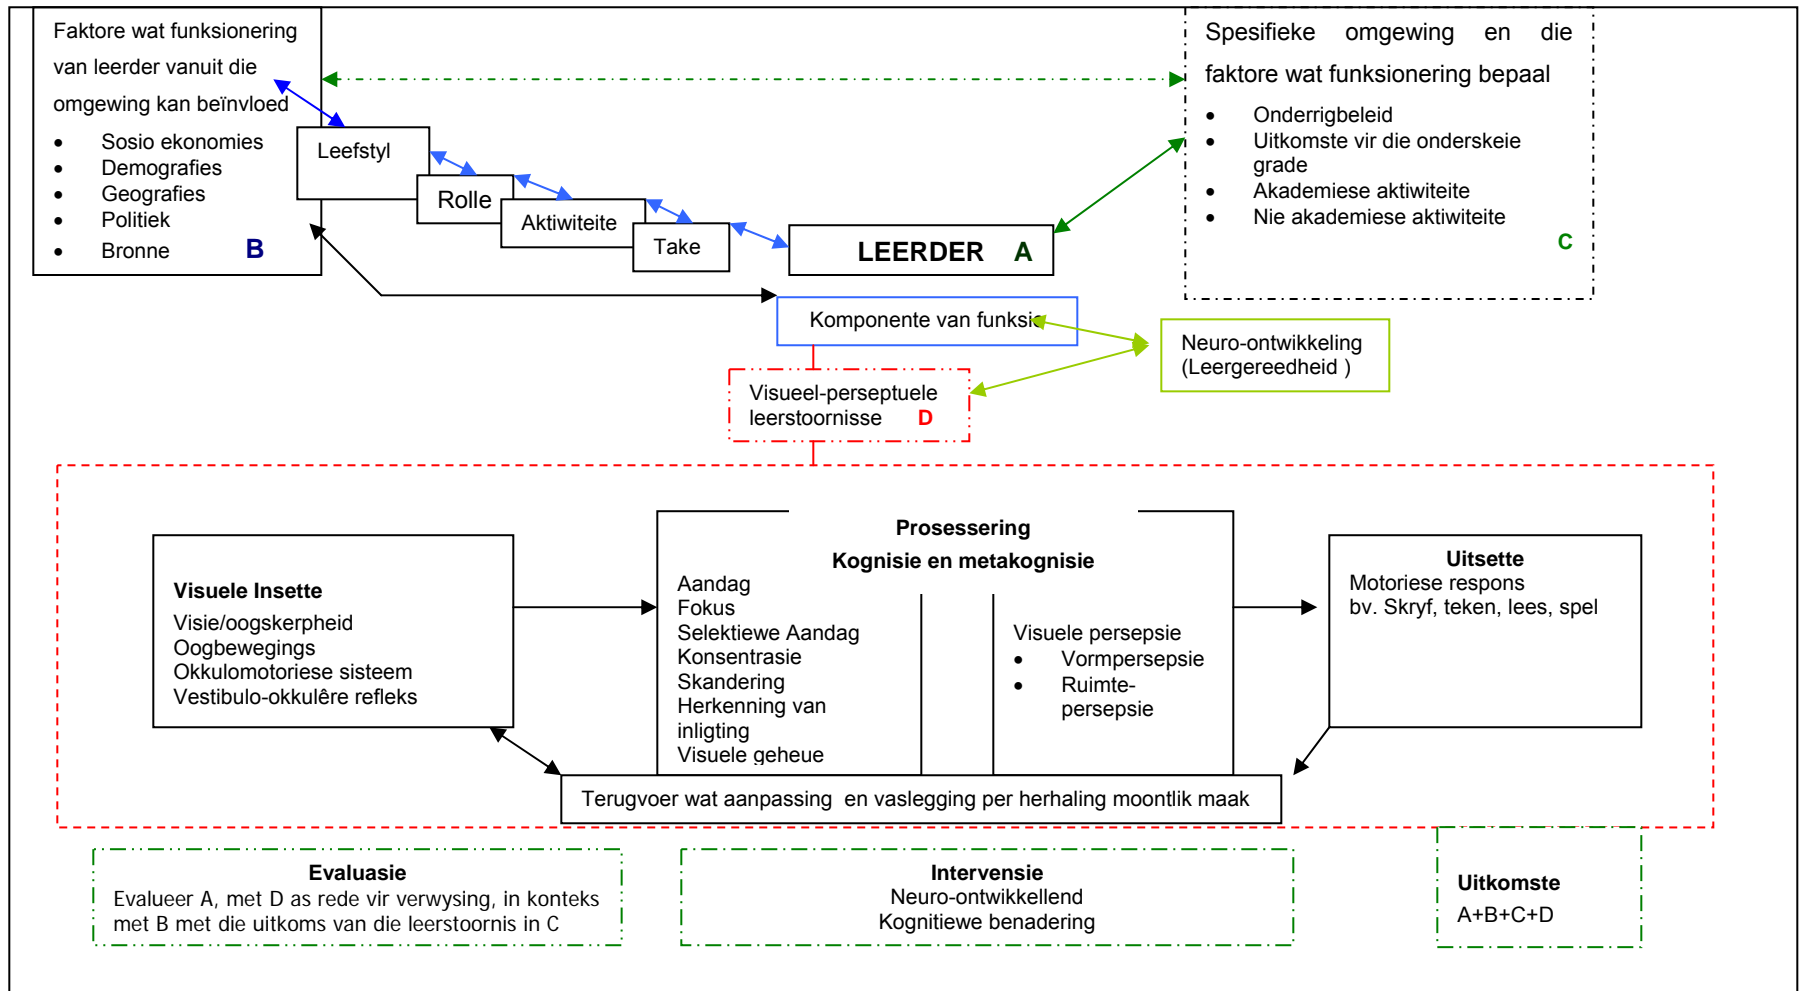 Faktore wat funksionering
van leerder vanuit die
omgewing kan beïnvloed
• Sosio ekonomies
• Demografies
• Geografies
• Politiek
• Bronne B
Leefstyl
Rolle
Aktiwiteite
Take
LEERDER A
Spesifieke omgewing en die
faktore wat funksionering bepaal
• Onderrigbeleid
• Uitkomste vir die onderskeie
grade
• Akademiese aktiwiteite
• Nie akademiese aktiwiteite
C
Komponente van funksie
Neuro-ontwikkeling
(Leergereedheid )
Visueel-perseptuele
leerstoornisse D
Visuele Insette
Visie/oogskerpheid
Oogbewegings
Okkulomotoriese sisteem
Vestibulo-okkulêre refleks
Prosessering
Kognisie en metakognisie
Aandag
Fokus
Selektiewe Aandag
Konsentrasie
Skandering
Herkenning van
inligting
Visuele geheue
Visuele persepsie
• Vormpersepsie
• Ruimte-
persepsie
Uitsette
Motoriese respons
bv. Skryf, teken, lees, spel
Terugvoer wat aanpassing en vaslegging per herhaling moontlik maak
Evaluasie
Evalueer A, met D as rede vir verwysing, in konteks
met B met die uitkoms van die leerstoornis in C
Intervensie
Neuro-ontwikkellend
Kognitiewe benadering
Uitkomste
A+B+C+D